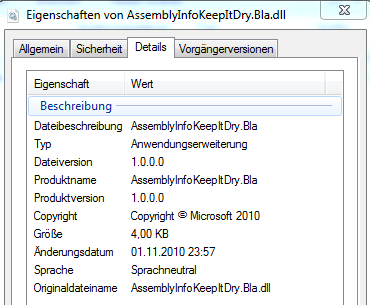 Eigenschaften von AssemblyInfoKeepItDry.Bla.dll
Allgemein Sicherheit Details Vorgängerversionen
Eigenschaft Wert
Beschreibung
Dateibeschreibung AssemblyInfoKeepItDry.Bla
Typ Anwendungserweiterung
Dateiversion 1.0.0.0
Produktname AssemblyInfoKeepItDry.Bla
Produktversion 1.0.0.0
Copyright Copyright © Microsoft 2010
Größe 4,00 KB
Änderungsdatum 01.11.2010 23:57
Sprache Sprachneutral
Originaldateiname AssemblyInfoKeepItDry.Bla.dll